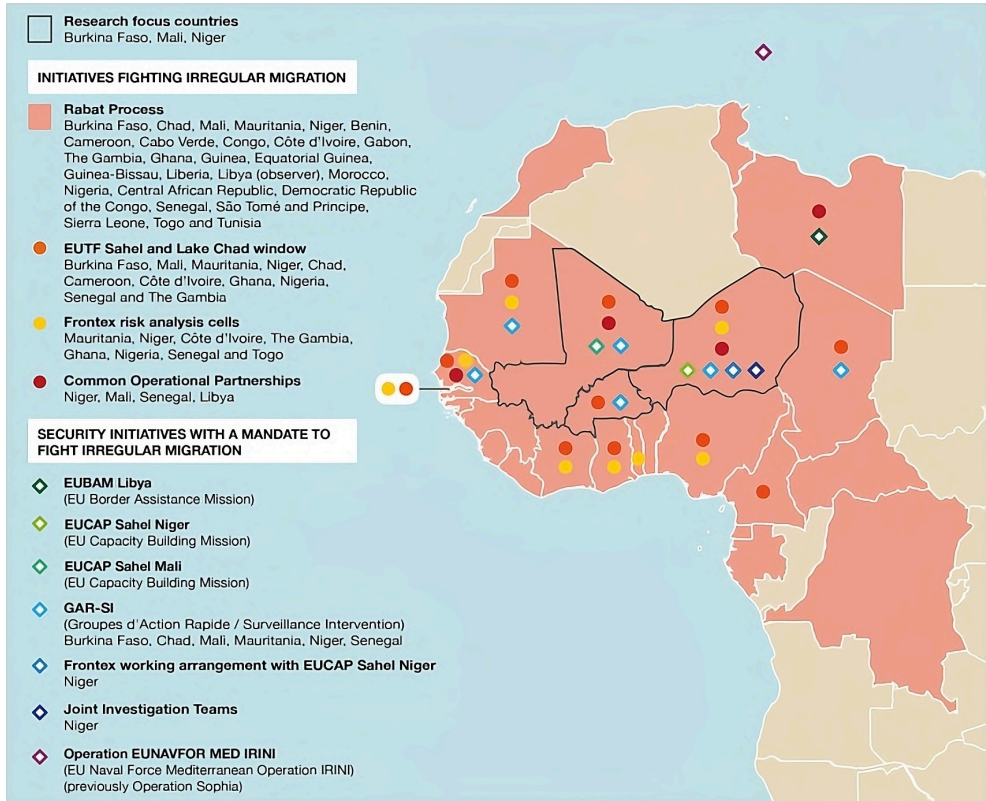 Research focus countries
Burkina Faso, Mali, Niger
INITIATIVES FIGHTING IRREGULAR MIGRATION
Rabat Process
Burkina Faso, Chad, Mali, Mauritania, Niger, Benin,
Cameroon, Cabo Verde, Congo, Côte d'Ivoire, Gabon,
The Gambia, Ghana, Guinea, Equatorial Guinea,
Guinea-Bissau, Liberia, Libya (observer), Morocco,
Nigeria, Central African Republic, Democratic Republic
of the Congo, Senegal, São Tomé and Principe,
Sierra Leone, Togo and Tunisia
EUTF Sahel and Lake Chad window
Burkina Faso, Mali, Mauritania, Niger, Chad,
Cameroon, Côte d'Ivoire, Ghana, Nigeria,
Senegal and The Gambia
Frontex risk analysis cells
Mauritania, Niger, Côte d'Ivoire, The Gambia,
Ghana, Nigeria, Senegal and Togo
Common Operational Partnerships
Niger, Mali, Senegal, Libya
SECURITY INITIATIVES WITH A MANDATE TO
FIGHT IRREGULAR MIGRATION
EUBAM Libya
(EU Border Assistance Mission)
EUCAP Sahel Niger
(EU Capacity Building Mission)
EUCAP Sahel Mali
(EU Capacity Building Mission)
GAR-SI
(Groupes d'Action Rapide / Surveillance Intervention)
Burkina Faso, Chad, Mali, Mauritania, Niger, Senegal
Frontex working arrangement with EUCAP Sahel Niger
Niger
Joint Investigation Teams
Niger
Operation EUNAVFOR MED IRINI
(EU Naval Force Mediterranean Operation IRINI)
(previously Operation Sophia)